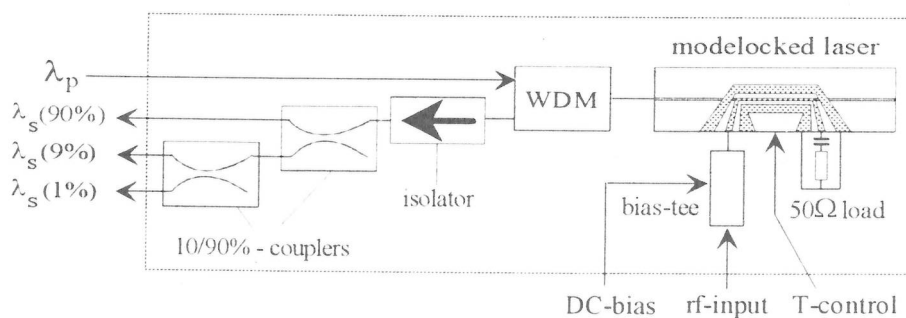 modelocked laser
λp
WDM
λs(90%)
λs(9%)
λs(1%)
isolator
bias-tee
50Ω load
10/90% - couplers
DC-bias
rf-input
T-control